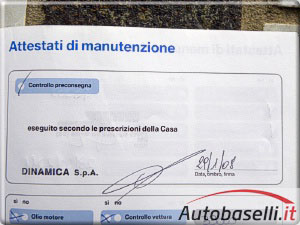 Attestati di manutenzione
Controllo preconsegna
eseguito secondo le prescrizioni della Casa
29/1/08
DINAMICA S.p.A.
Data, timbro, firma
si no
si no
Olio motore
Controllo vettura
Autobaselli.it